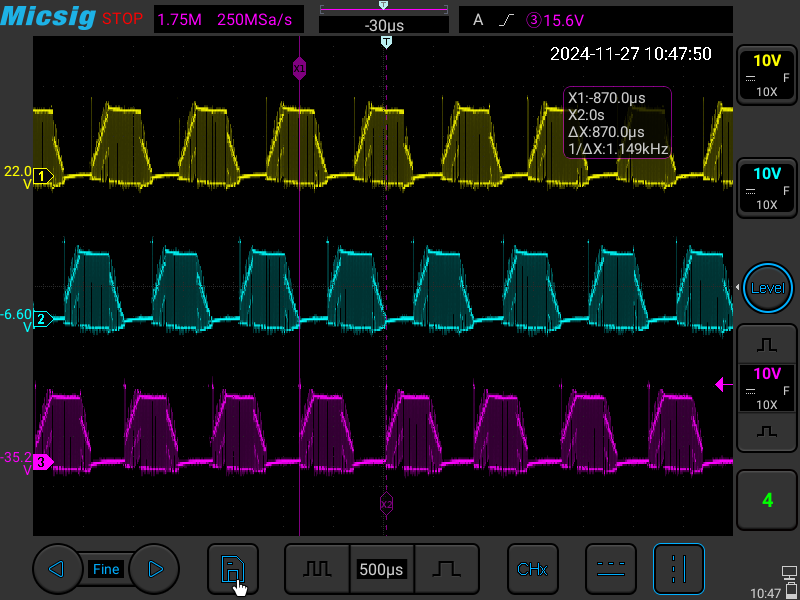 Micsig STOP 1.75M 250MSa/s T -30μs A ③15.6V
T
2024-11-27 10:47:50
X1
10V
F
10X
X1:-870.0μs
X2:0s
ΔX:870.0μs
1/ΔX:1.149kHz
22.0
V
1
10V
F
10X
-6.60
V
2
Level
10V
F
10X
-35.2
V
3
X2
4
Fine
500μs
CHx
10:47